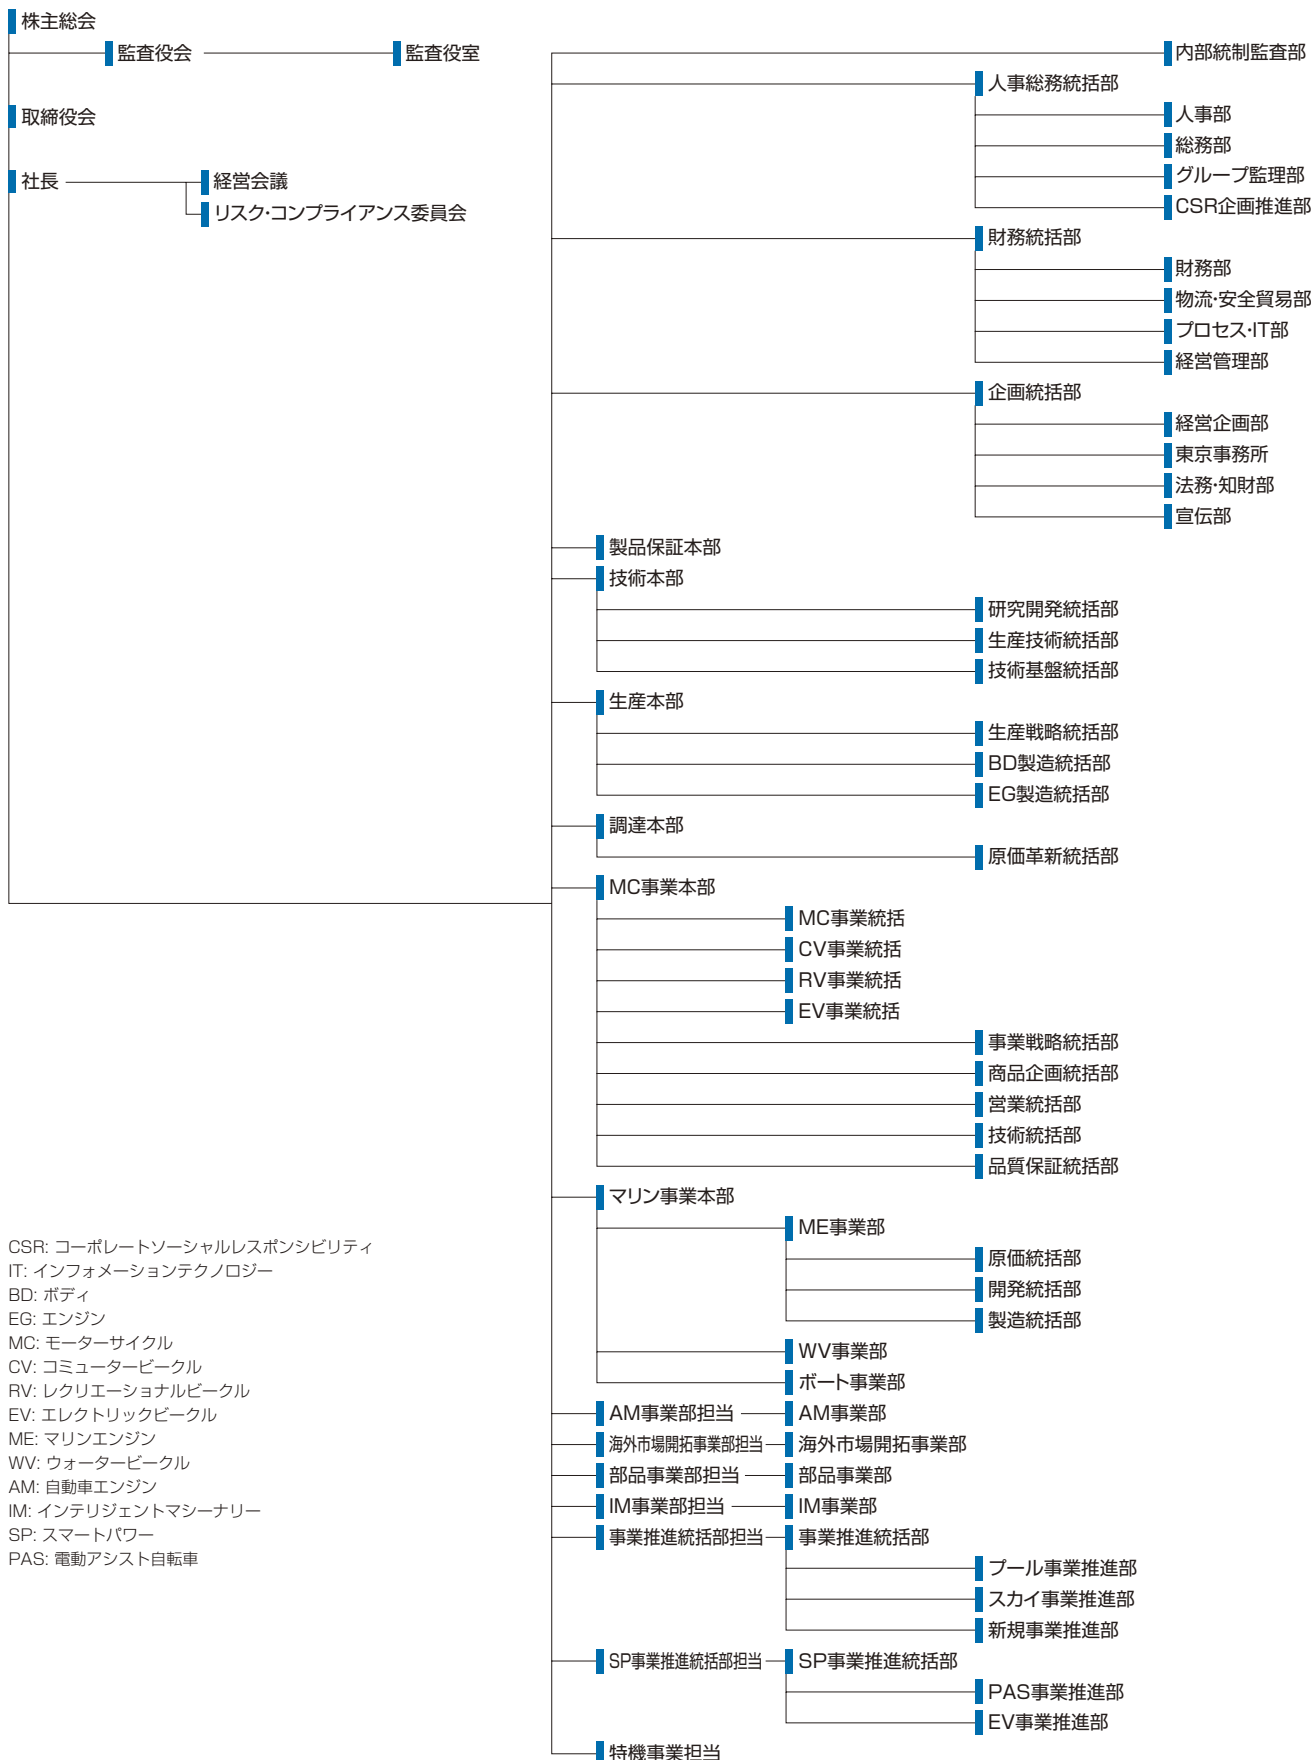 株主総会
監査役会
監査役室
取締役会
社長
経営会議
リスク・コンプライアンス委員会
内部統制監査部
人事総務統括部
人事部
総務部
グループ監理部
CSR企画推進部
財務統括部
財務部
物流・安全貿易部
プロセス・IT部
経営管理部
企画統括部
経営企画部
東京事務所
法務・知財部
宣伝部
製品保証本部
技術本部
研究開発統括部
生産技術統括部
技術基盤統括部
生産本部
生産戦略統括部
BD製造統括部
EG製造統括部
調達本部
原価革新統括部
MC事業本部
MC事業統括
CV事業統括
RV事業統括
EV事業統括
事業戦略統括部
商品企画統括部
営業統括部
技術統括部
品質保証統括部
マリン事業本部
ME事業部
原価統括部
開発統括部
製造統括部
WV事業部
ボート事業部
AM事業部担当 AM事業部
海外市場開拓事業部担当 海外市場開拓事業部
部品事業部担当 部品事業部
IM事業部担当 IM事業部
事業推進統括部担当 事業推進統括部
プール事業推進部
スカイ事業推進部
新規事業推進部
SP事業推進統括部担当 SP事業推進統括部
PAS事業推進部
EV事業推進部
特機事業担当
CSR: コーポレートソーシャルレスポンシビリティ
IT: インフォメーションテクノロジー
BD: ボディ
EG: エンジン
MC: モーターサイクル
CV: コミュータービークル
RV: レクリエーショナルビークル
EV: エレクトリックビークル
ME: マリンエンジン
WV: ウォータービークル
AM: 自動車エンジン
IM: インテリジェントマシーナリー
SP: スマートパワー
PAS: 電動アシスト自転車